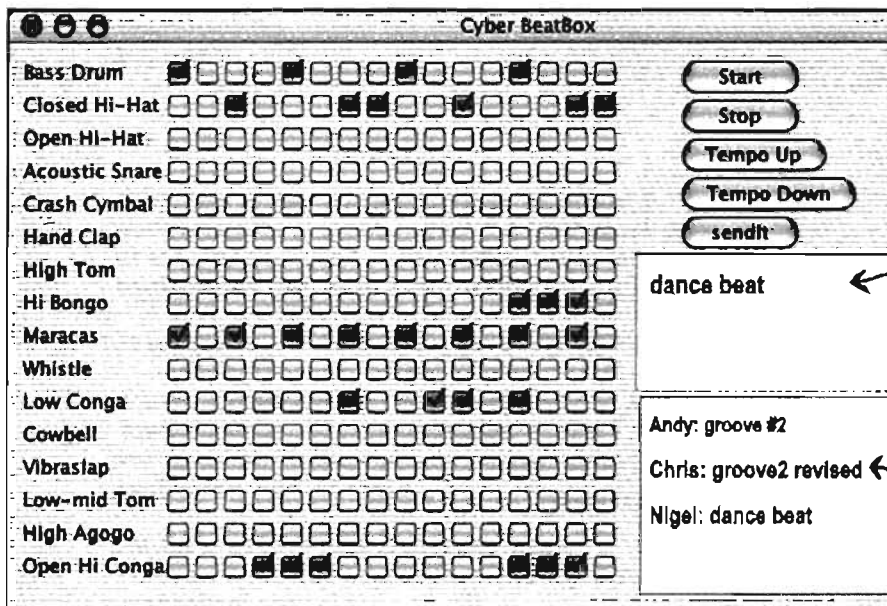 Cyber BeatBox
Bass Drum
Closed Hi-Hat
Open Hi-Hat
Acoustic Snare
Crash Cymbal
Hand Clap
High Tom
Hi Bongo
Maracas
Whistle
Low Conga
Cowbell
Vibraslap
Low-mid Tom
High Agogo
Open Hi Conga
Start
Stop
Tempo Up
Tempo Down
sendIt
dance beat
Andy: groove #2
Chris: groove2 revised
Nigel: dance beat